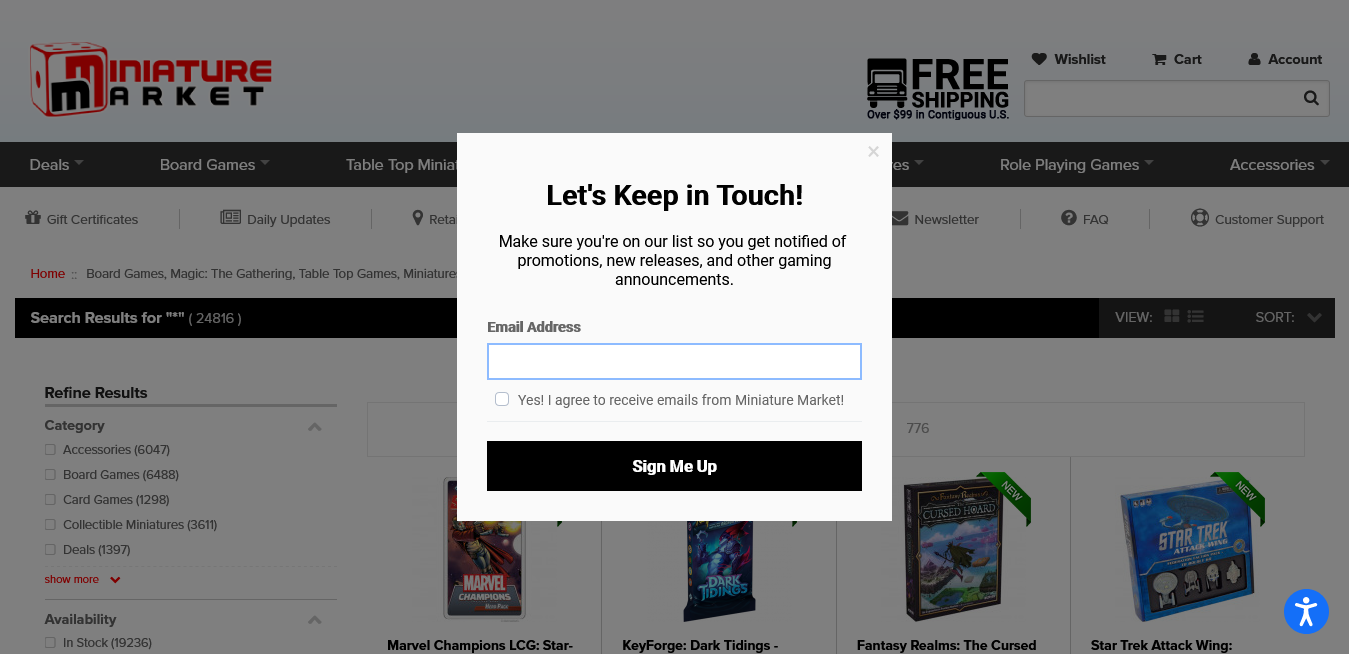 MINIATURE
MARKET
FREE
SHIPPING
Over $99 in Contiguous U.S.
Wishlist
Cart
Account
Deals
Board Games
Table Top Miniat
es
Role Playing Games
Accessories
Gift Certificates
Daily Updates
Reta
Newsletter
FAQ
Customer Support
Home :: Board Games, Magic: The Gathering, Table Top Games, Miniatures
Search Results for "*" ( 24816 )
VIEW:
SORT:
×
Let's Keep in Touch!
Make sure you're on our list so you get notified of
promotions, new releases, and other gaming
announcements.
Email Address
Yes! I agree to receive emails from Miniature Market!
Sign Me Up
Refine Results
Category
Accessories (6047)
Board Games (6488)
Card Games (1298)
Collectible Miniatures (3611)
Deals (1397)
show more
Availability
In Stock (19236)
776
MARVEL
CHAMPIONS
DARK
TIDINGS
NEW
Fantasy Realms
THE
CURSED HOARD
NEW
STAR TREK
ATTACK WING
Marvel Champions LCG: Star-
KeyForge: Dark Tidings -
Fantasy Realms: The Cursed
Star Trek Attack Wing: